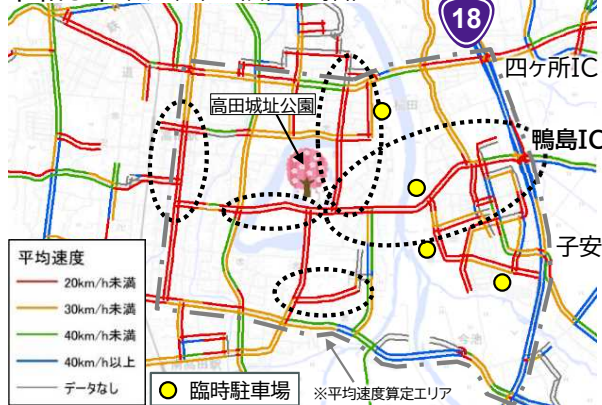 18
四ヶ所IC
高田城址公園
鴨島IC
子安
平均速度
20km/h未満
30km/h未満
40km/h未満
40km/h以上
データなし
臨時駐車場
※平均速度算定エリア